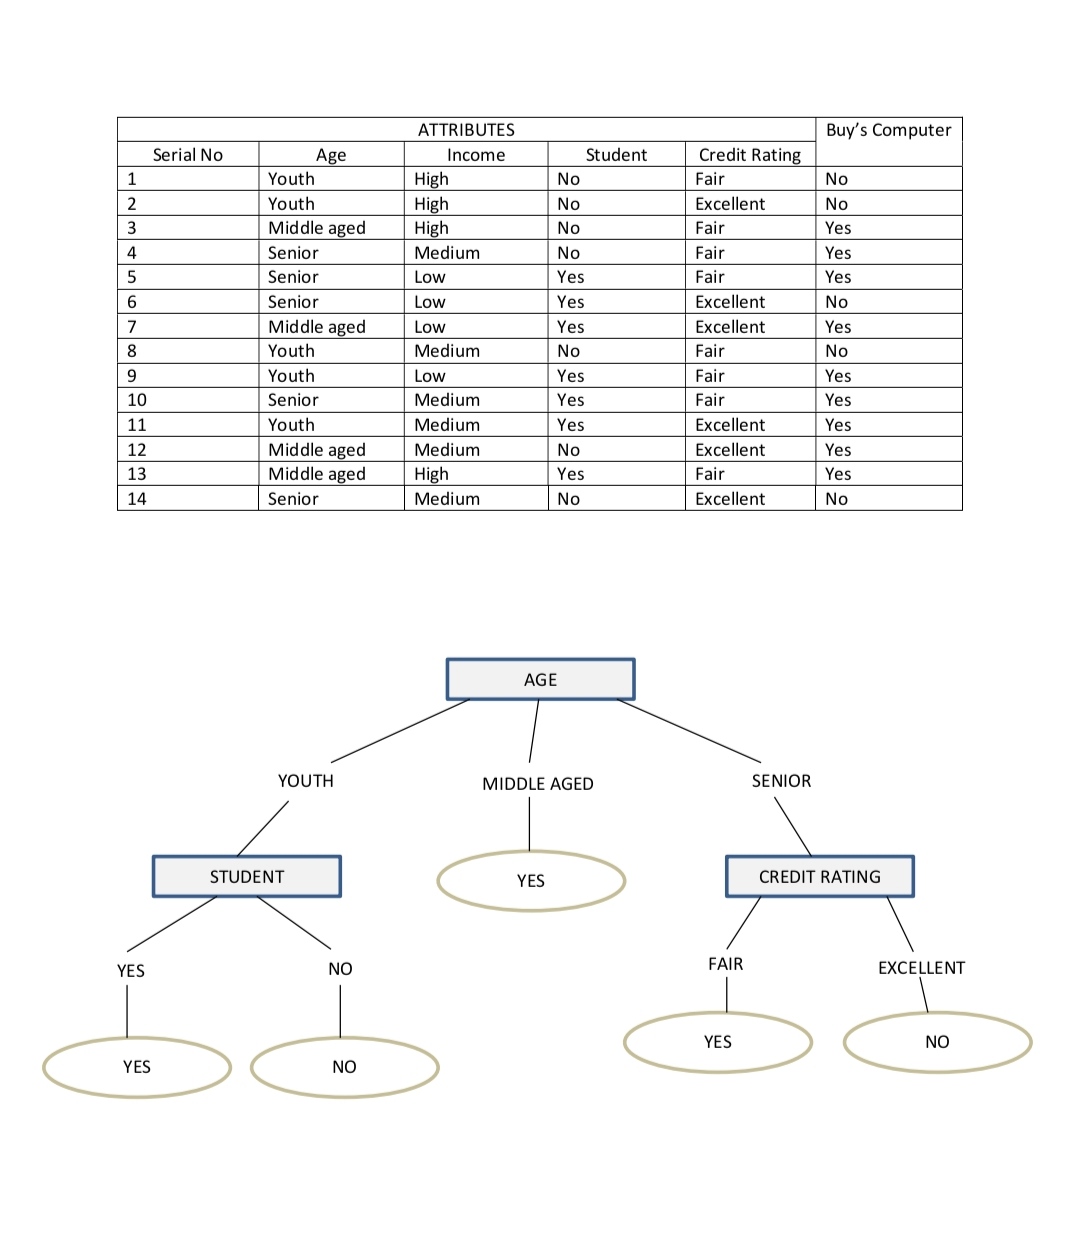 ATTRIBUTES Buy’s Computer
Serial No Age Income Student Credit Rating
1 Youth High No Fair No
2 Youth High No Excellent No
3 Middle aged High No Fair Yes
4 Senior Medium No Fair Yes
5 Senior Low Yes Fair Yes
6 Senior Low Yes Excellent No
7 Middle aged Low Yes Excellent Yes
8 Youth Medium No Fair No
9 Youth Low Yes Fair Yes
10 Senior Medium Yes Fair Yes
11 Youth Medium Yes Excellent Yes
12 Middle aged Medium No Excellent Yes
13 Middle aged High Yes Fair Yes
14 Senior Medium No Excellent No
AGE
YOUTH MIDDLE AGED SENIOR
STUDENT YES CREDIT RATING
YES NO FAIR EXCELLENT
YES NO YES NO